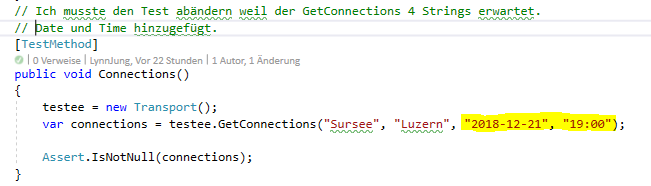 // Ich musste den Test abändern weil der GetConnections 4 Strings erwartet.
// Date und Time hinzugefügt.
[TestMethod]
| 0 Verweise | LynnJung, Vor 22 Stunden | 1 Autor, 1 Änderung
public void Connections()
{
testee = new Transport();
var connections = testee.GetConnections("Sursee", "Luzern", "2018-12-21", "19:00");
Assert.IsNotNull(connections);
}